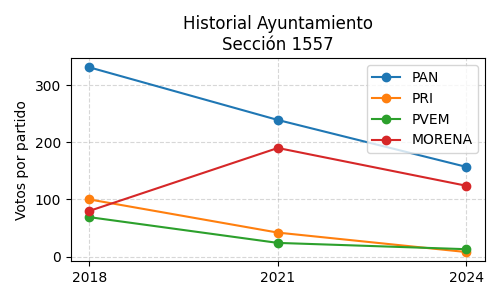 Historial Ayuntamiento
Sección 1557
Votos por partido
300
200
100
0
2018
2021
2024
PAN
PRI
PVEM
MORENA